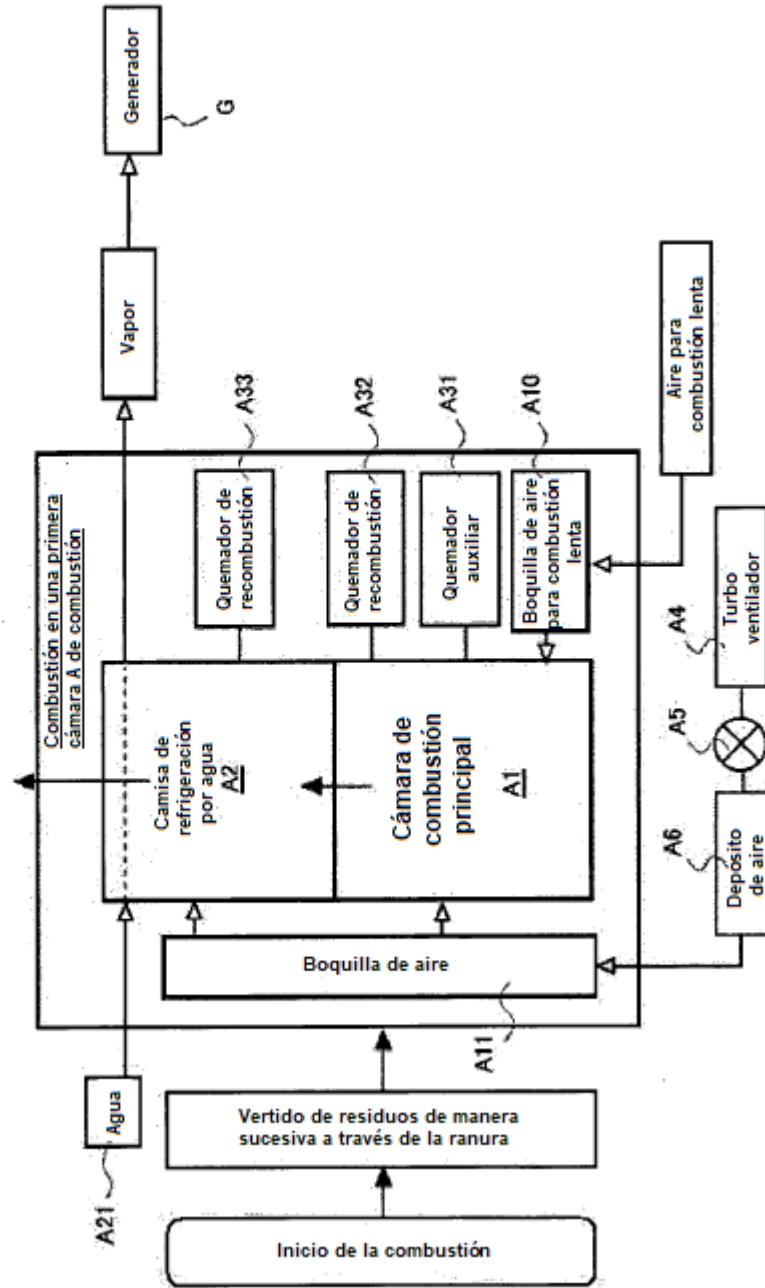 Inicio de la combustión
Vertido de residuos de manera
sucesiva a través de la ranura
Combustión en una primera
cámara A de combustión
Agua
A21
Boquilla de aire
A11
Camisa de
refrigeración
por agua
A2
Cámara de
combustión
principal
A1
Quemador de
recombustión
A33
Quemador de
recombustión
A32
Quemador
auxiliar
A31
Boquilla de aire
para combustión
lenta
A10
Vapor
Generador
G
Depósito
de aire
A6
A5
Turbo
ventilador
A4
Aire para
combustión lenta